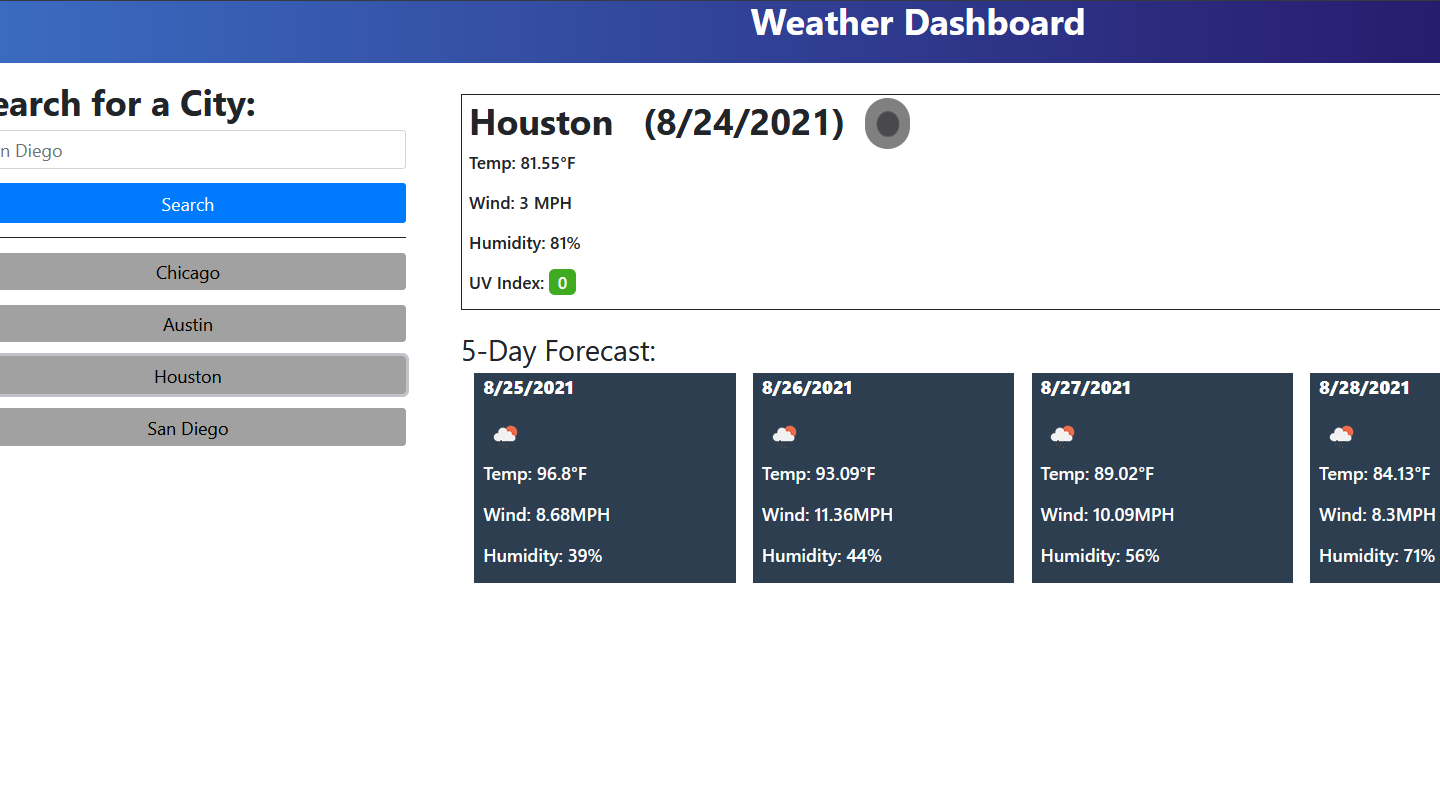 Weather Dashboard
earch for a City:
n Diego
Search
Chicago
Austin
Houston
San Diego
Houston (8/24/2021)
Temp: 81.55°F
Wind: 3 MPH
Humidity: 81%
UV Index: 0
5-Day Forecast:
8/25/2021
Temp: 96.8°F
Wind: 8.68MPH
Humidity: 39%
8/26/2021
Temp: 93.09°F
Wind: 11.36MPH
Humidity: 44%
8/27/2021
Temp: 89.02°F
Wind: 10.09MPH
Humidity: 56%
8/28/2021
Temp: 84.13°F
Wind: 8.3MPH
Humidity: 71%